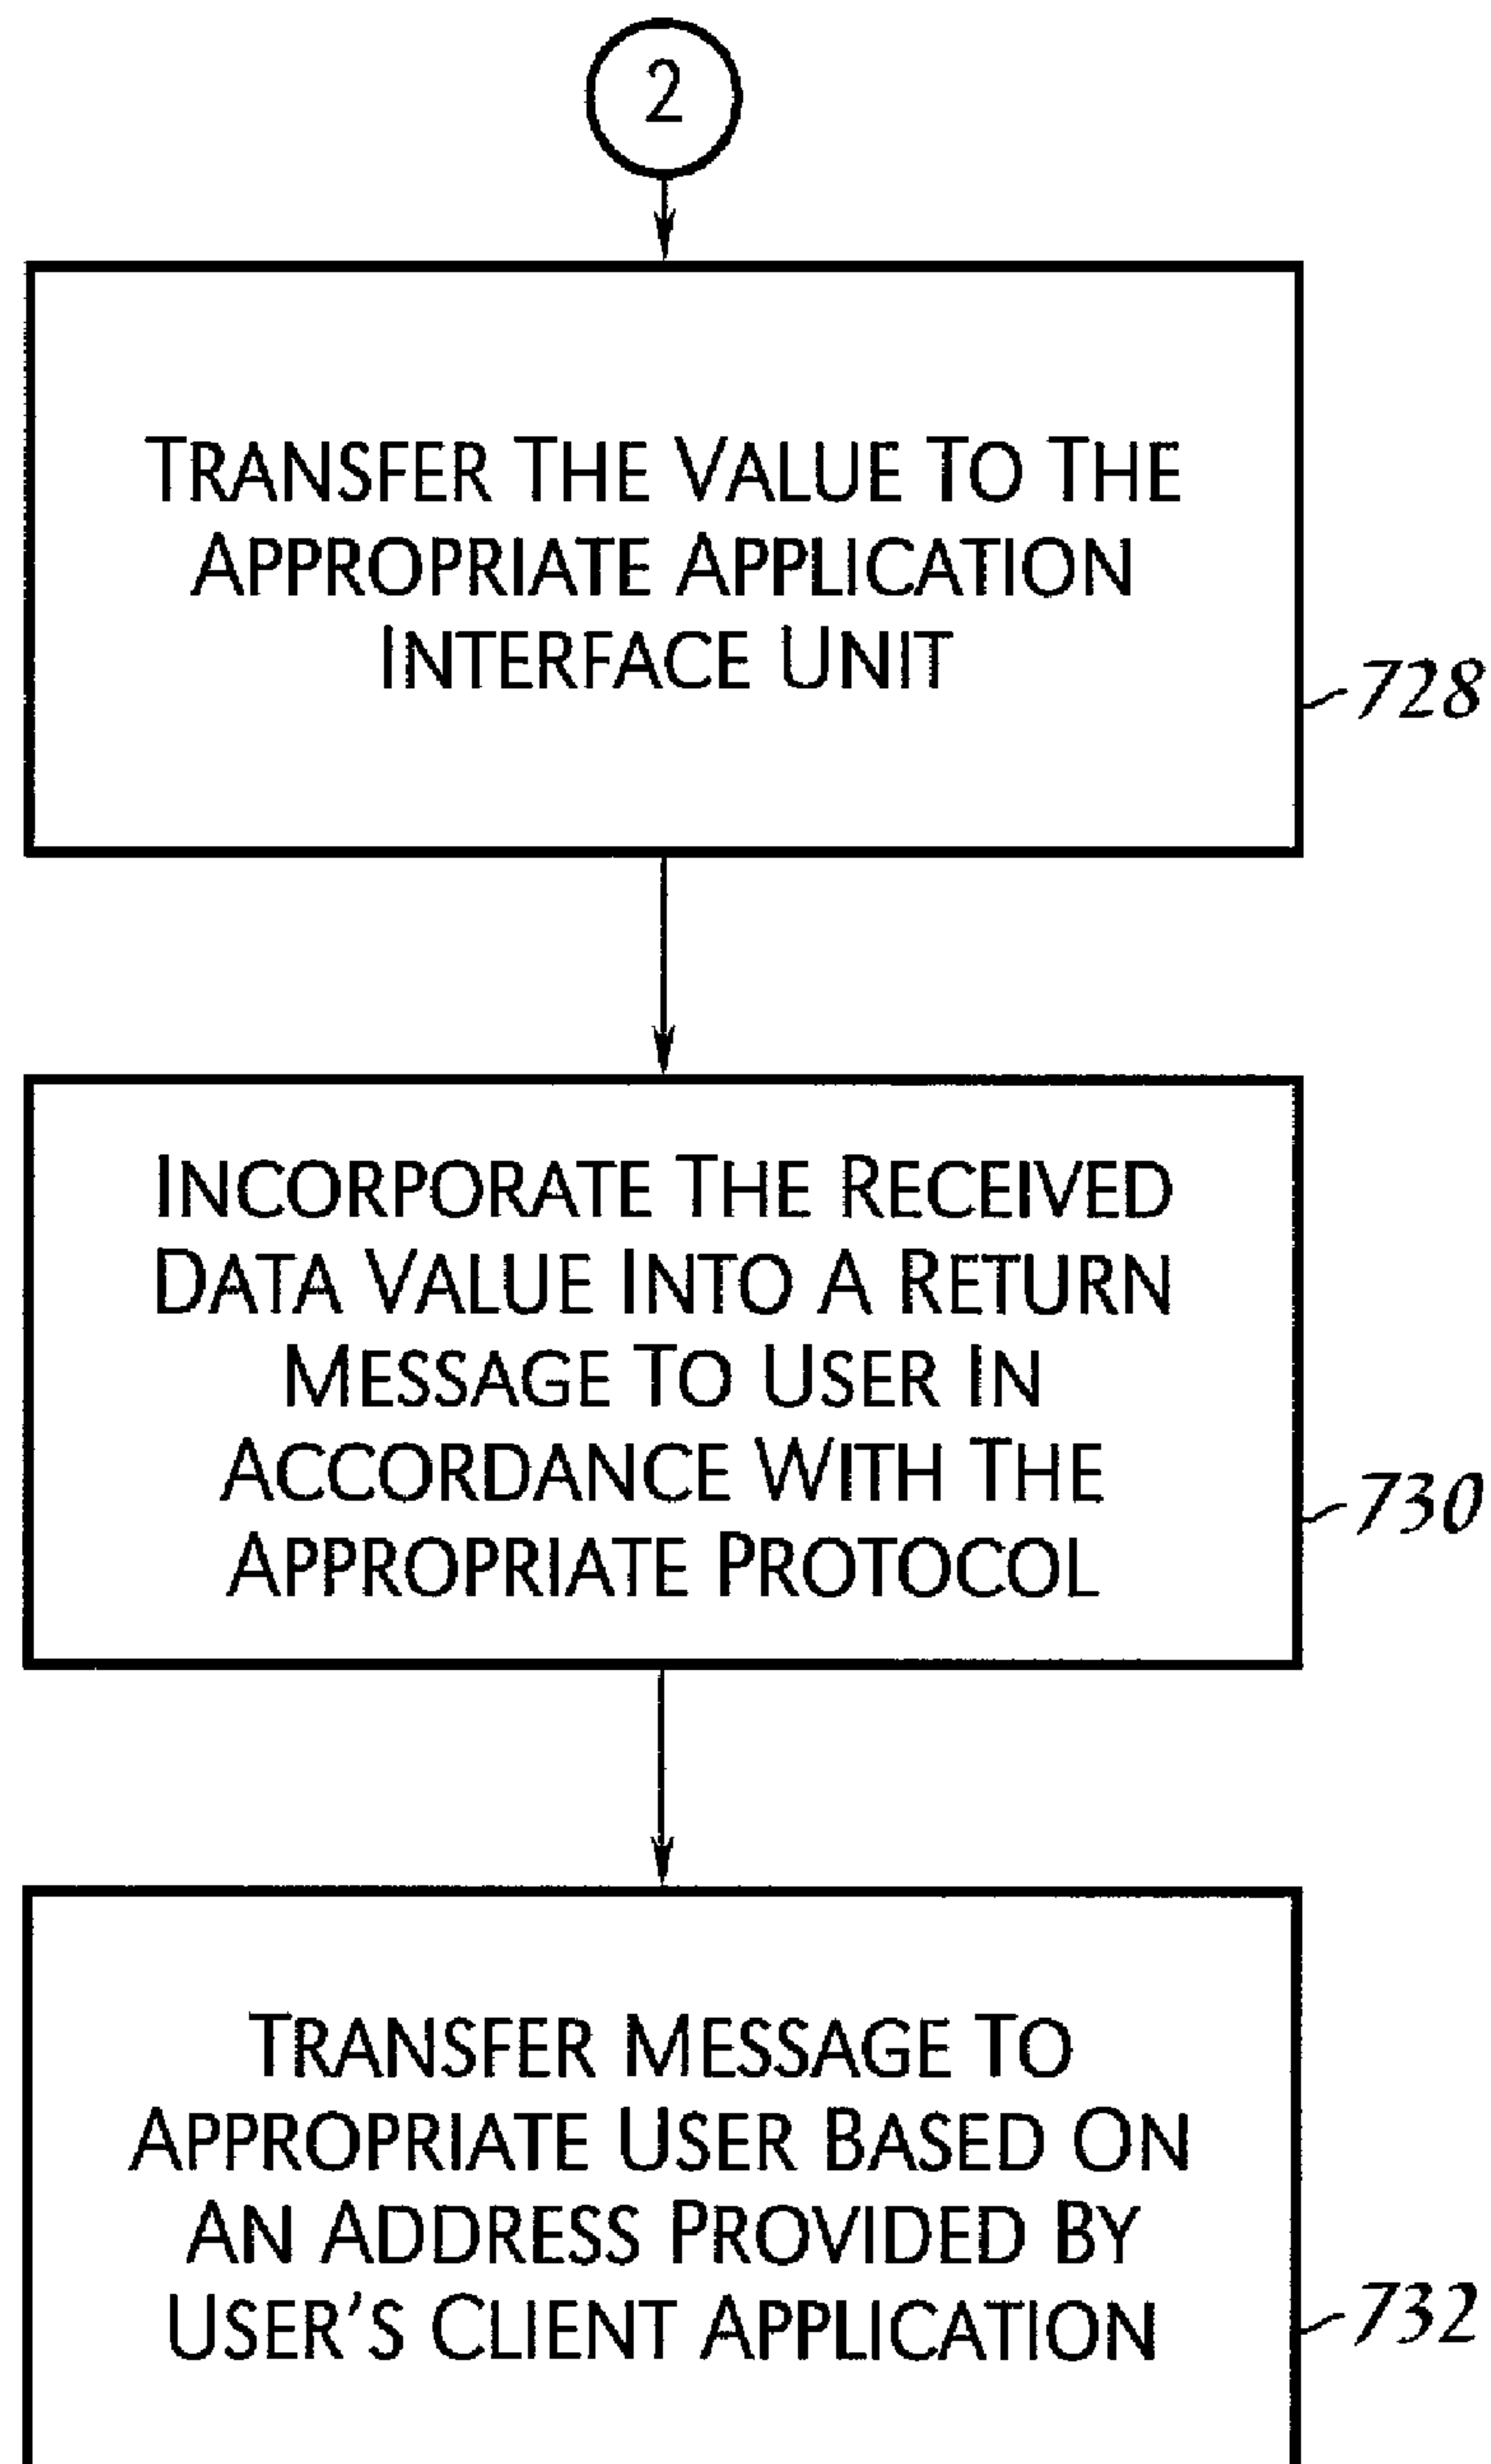 2
TRANSFER THE VALUE TO THE
APPROPRIATE APPLICATION
INTERFACE UNIT
728
INCORPORATE THE RECEIVED
DATA VALUE INTO A RETURN
MESSAGE TO USER IN
ACCORDANCE WITH THE
APPROPRIATE PROTOCOL
730
TRANSFER MESSAGE TO
APPROPRIATE USER BASED ON
AN ADDRESS PROVIDED BY
USER'S CLIENT APPLICATION
732